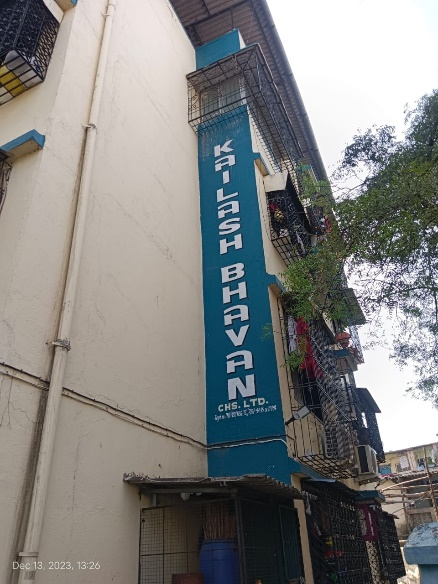 KAILASH BHAVAN
CHS. LTD.
Dec 13, 2023, 13:26